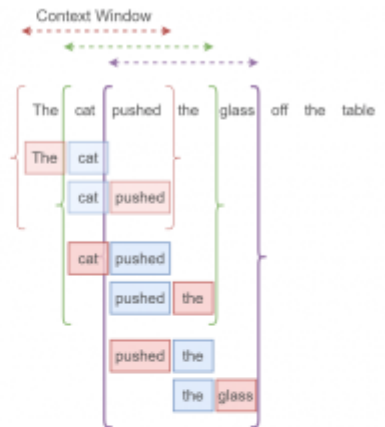 Context Window
The cat pushed the glass off the table
The cat
cat pushed
cat pushed
pushed the
pushed the
the glass